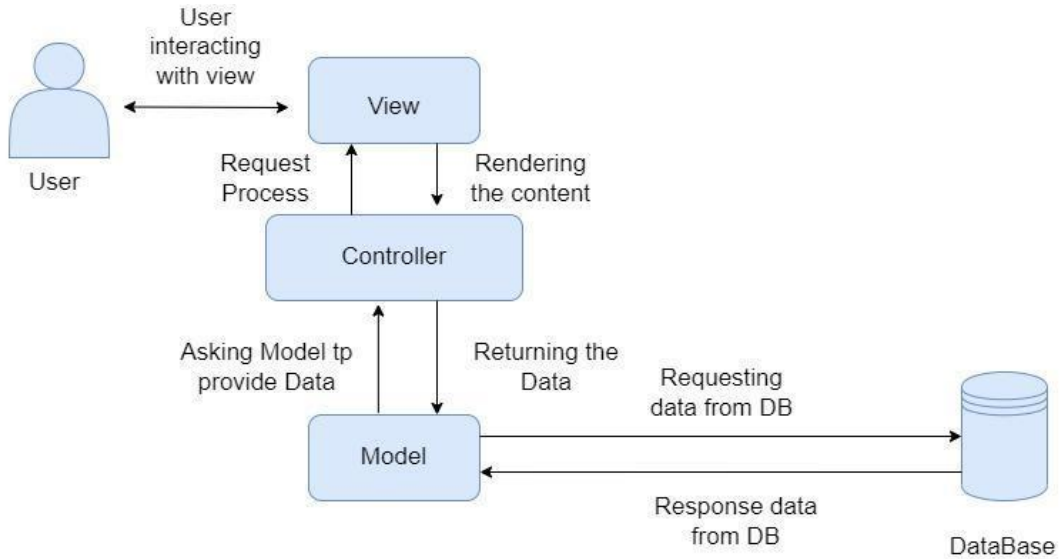 User
interacting
with view
View
User
Request
Process
Rendering
the content
Controller
Asking Model tp
provide Data
Returning the
Data
Requesting
data from DB
Model
Response data
from DB
DataBase